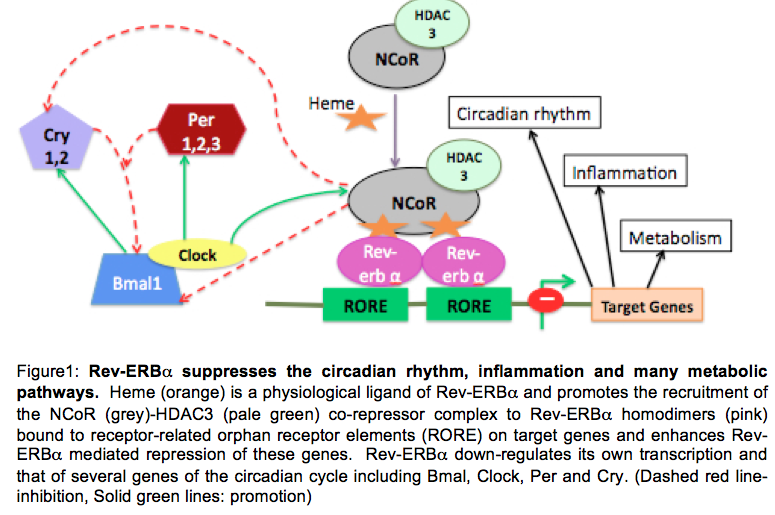 HDAC
3
NCoR
Heme
Circadian rhythm
Cry
1,2
Per
1,2,3
HDAC
3
NCoR
Inflammation
Metabolism
Clock
Bmal1
Rev-
erb α
Rev-
erb α
RORE
RORE
Target Genes
Figure1: Rev-ERBα suppresses the circadian rhythm, inflammation and many metabolic
pathways. Heme (orange) is a physiological ligand of Rev-ERBα and promotes the recruitment of
the NCoR (grey)-HDAC3 (pale green) co-repressor complex to Rev-ERBα homodimers (pink)
bound to receptor-related orphan receptor elements (RORE) on target genes and enhances Rev-
ERBα mediated repression of these genes. Rev-ERBα down-regulates its own transcription and
that of several genes of the circadian cycle including Bmal, Clock, Per and Cry. (Dashed red line-
inhibition, Solid green lines: promotion)